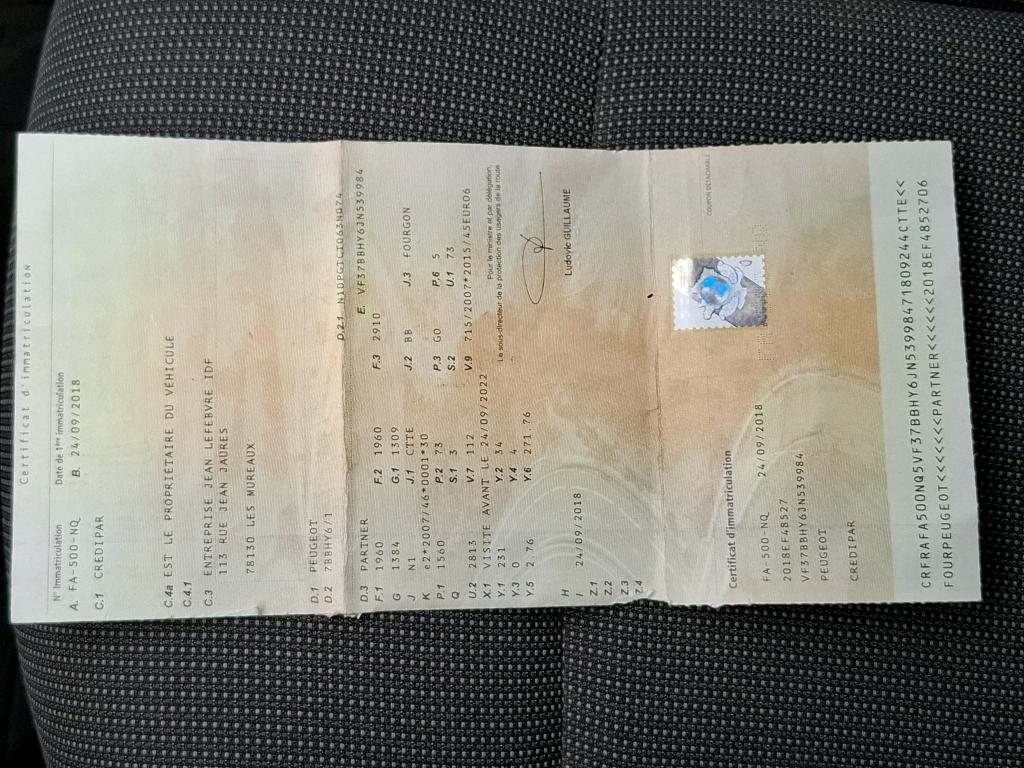 Certificat d'immatriculation
N° Immatriculation Date de 1ère immatriculation
A. FA-500-NQ B. 24/09/2018
C.1 CREDIPAR
C.4a EST LE PROPRIETAIRE DU VÉHICULE
C.4.1
C.3 ENTREPRISE JEAN LEFEBVRE IDF
113 RUE JEAN JAURES
78130 LES MUREAUX
D.1 PEUGEOT
D.2 7BBHY6/1 D.2.1 N10PGTCT063N074
D.3 PARTNER E. VF37BBHY6JN539984
F.1 1960 F.2 1960 F.3 2910
G 1384 G.1 1309
J N1 J.1 CTTE J.2 BB J.3 FOURGON
K e2*2007/46*0001*30
P.1 1560 P.2 73 P.3 GO P.6 5
Q S.1 3 S.2 U.1 73
U.2 2813 V.7 112 V.9 715/2007*2015/45EURO6
X.1 VISITE AVANT LE 24/09/2022
Y.1 231 Y.2 34
Y.3 0 Y.4 4
Y.5 2.76 Y.6 271.76
Pour le ministre et par délégation,
Le sous-directeur de la protection des usagers de la route
Ludovic GUILLAUME
H
I 24/09/2018
Z.1
Z.2
Z.3
Z.4
COUPON DÉTACHABLE
Certificat d'immatriculation
FA-500-NQ 24/09/2018
2018EF48527
VF37BBHY6JN539984
PEUGEOT
CREDIPAR
CRFRAFA500NQ5VF37BBHY6JN5399847180924​4CTTE<<
FOURPEUGEOT<<<<<<PARTNER<<<<<<2018EF4852706